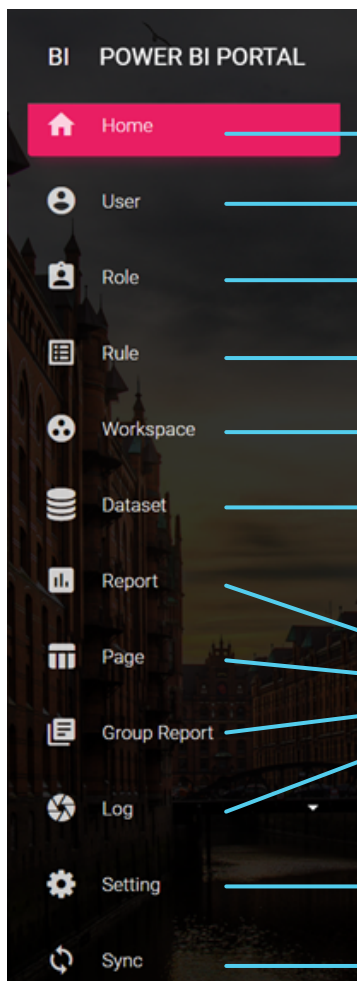 BI POWER BI PORTAL
Home
User
Role
Rule
Workspace
Dataset
Report
Page
Group Report
Log
Setting
Sync